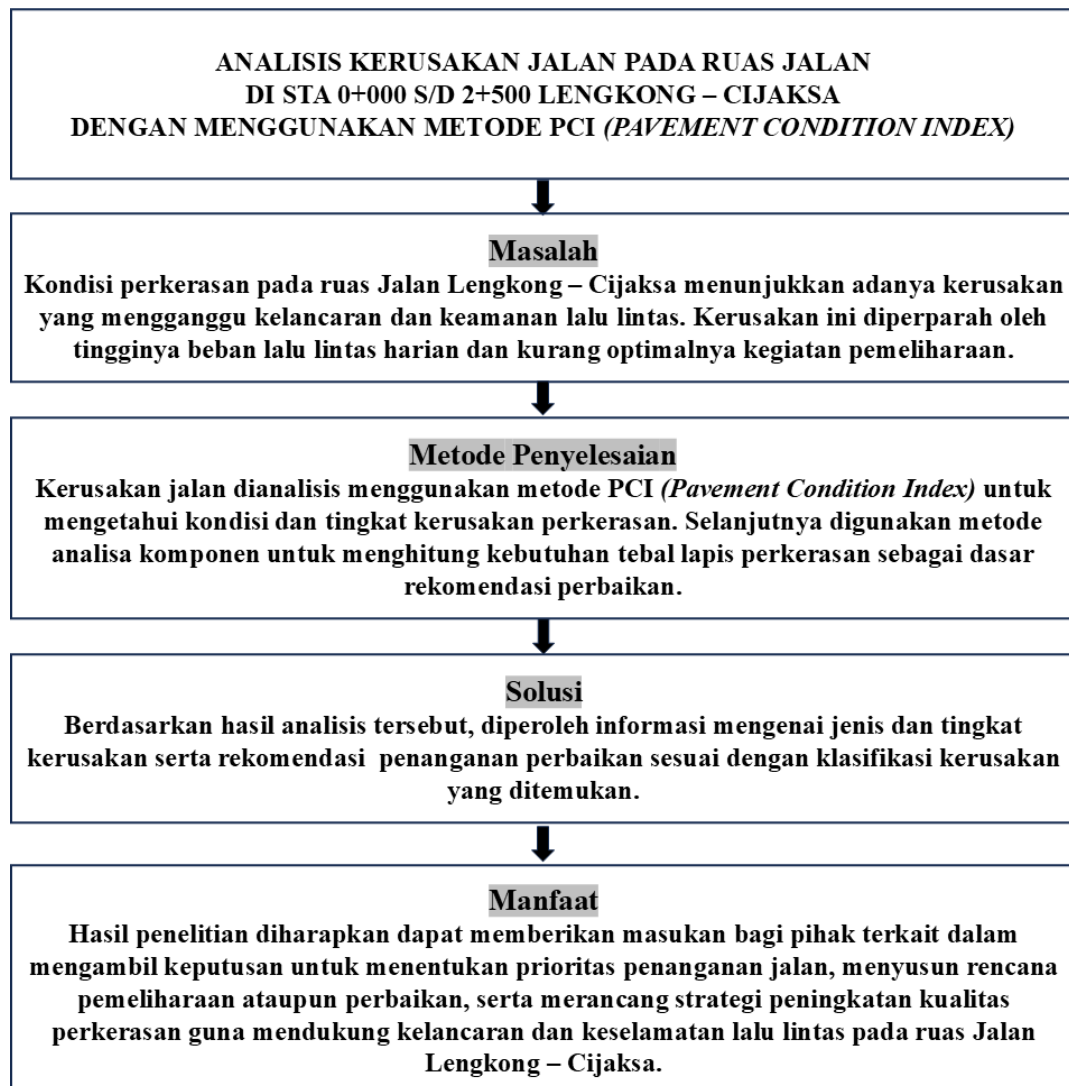 ANALISIS KERUSAKAN JALAN PADA RUAS JALAN
DI STA 0+000 S/D 2+500 LENGKONG – CIJAKSA
DENGAN MENGGUNAKAN METODE PCI (PAVEMENT CONDITION INDEX)
Masalah
Kondisi perkerasan pada ruas Jalan Lengkong – Cijaksa menunjukkan adanya kerusakan
yang mengganggu kelancaran dan keamanan lalu lintas. Kerusakan ini diperparah oleh
tingginya beban lalu lintas harian dan kurang optimalnya kegiatan pemeliharaan.
Metode Penyelesaian
Kerusakan jalan dianalisis menggunakan metode PCI (Pavement Condition Index) untuk
mengetahui kondisi dan tingkat kerusakan perkerasan. Selanjutnya digunakan metode
analisa komponen untuk menghitung kebutuhan tebal lapis perkerasan sebagai dasar
rekomendasi perbaikan.
Solusi
Berdasarkan hasil analisis tersebut, diperoleh informasi mengenai jenis dan tingkat
kerusakan serta rekomendasi penanganan perbaikan sesuai dengan klasifikasi kerusakan
yang ditemukan.
Manfaat
Hasil penelitian diharapkan dapat memberikan masukan bagi pihak terkait dalam
mengambil keputusan untuk menentukan prioritas penanganan jalan, menyusun rencana
pemeliharaan ataupun perbaikan, serta merancang strategi peningkatan kualitas
perkerasan guna mendukung kelancaran dan keselamatan lalu lintas pada ruas Jalan
Lengkong – Cijaksa.